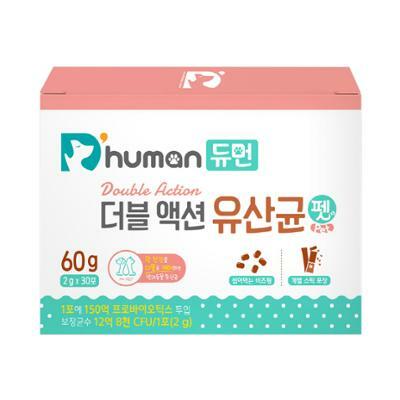 D'human 듀먼
Double Action
더블 액션 유산균 펫
60g
2g x 30포
씹어먹는 비즈형
개별 스틱 포장
1포에 150억 프로바이오틱스 투입
보장균수 12억 8천 CFU/1포(2 g)